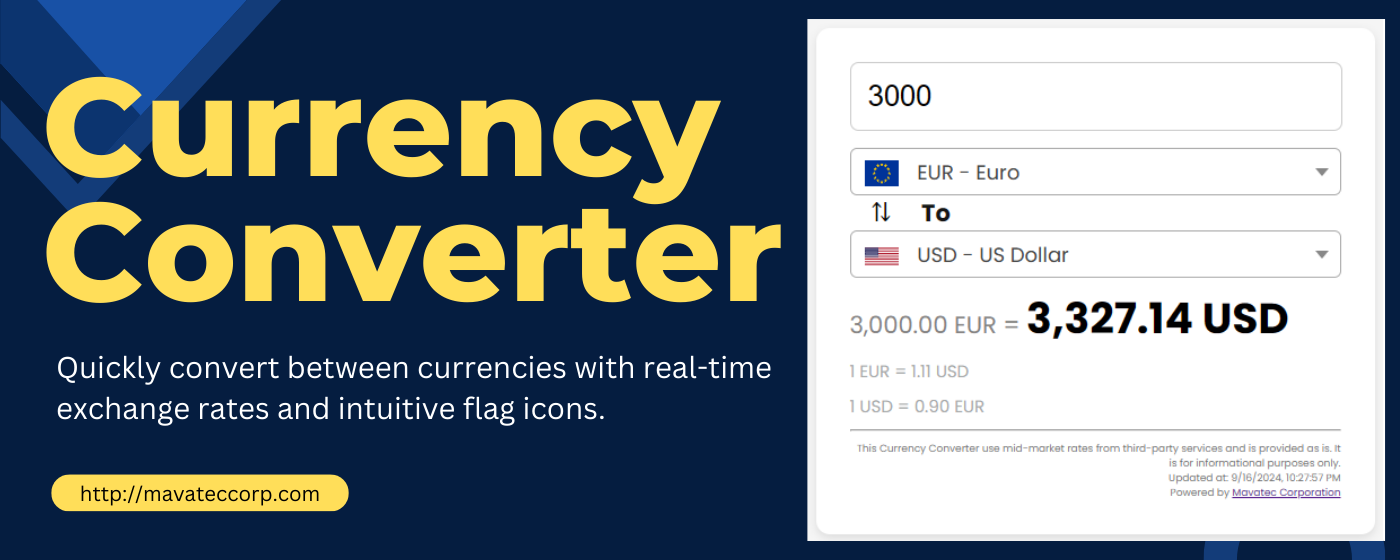 Currency
Converter
Quickly convert between currencies with real-time
exchange rates and intuitive flag icons.
http://mavateccorp.com
3000
EUR - Euro
To
USD - US Dollar
3,000.00 EUR = 3,327.14 USD
1 EUR = 1.11 USD
1 USD = 0.90 EUR
This Currency Converter use mid-market rates from third-party services and is provided as is. It
is for informational purposes only.
Updated at: 9/16/2024, 10:27:57 PM
Powered by Mavatec Corporation